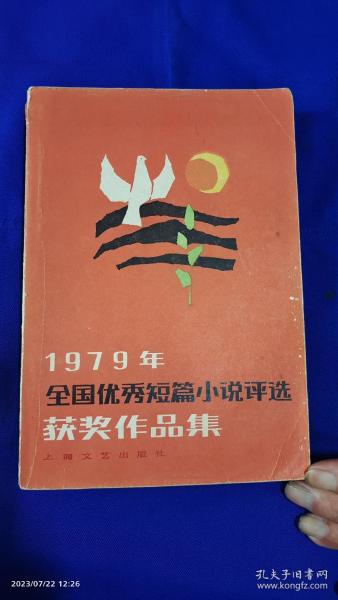 1979年
全国优秀短篇小说评选
获奖作品集
上海文艺出版社
2023/07/22 12:26
孔夫子旧书网
www.kongfz.com